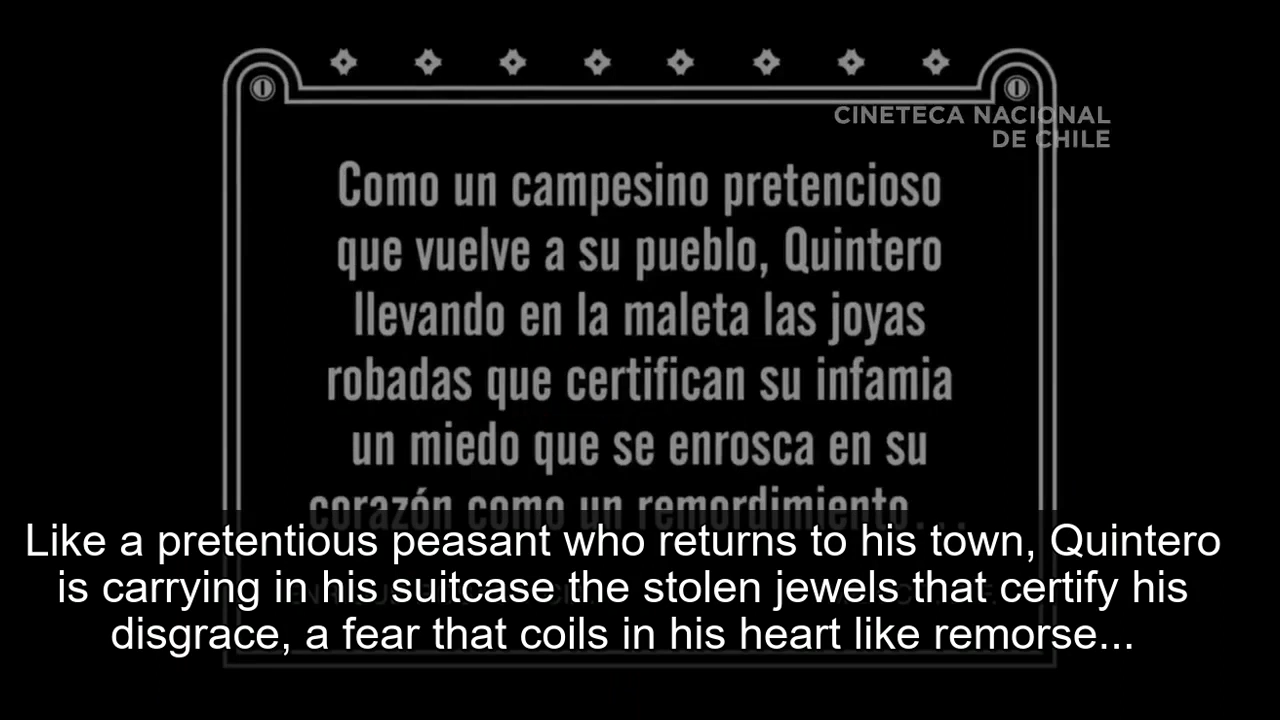 CINETECA NACIONAL
DE CHILE
Como un campesino pretencioso
que vuelve a su pueblo, Quintero
llevando en la maleta las joyas
robadas que certifican su infamia
un miedo que se enrosca en su
corazón como un remordimiento...
Like a pretentious peasant who returns to his town, Quintero
is carrying in his suitcase the stolen jewels that certify his
disgrace, a fear that coils in his heart like remorse...